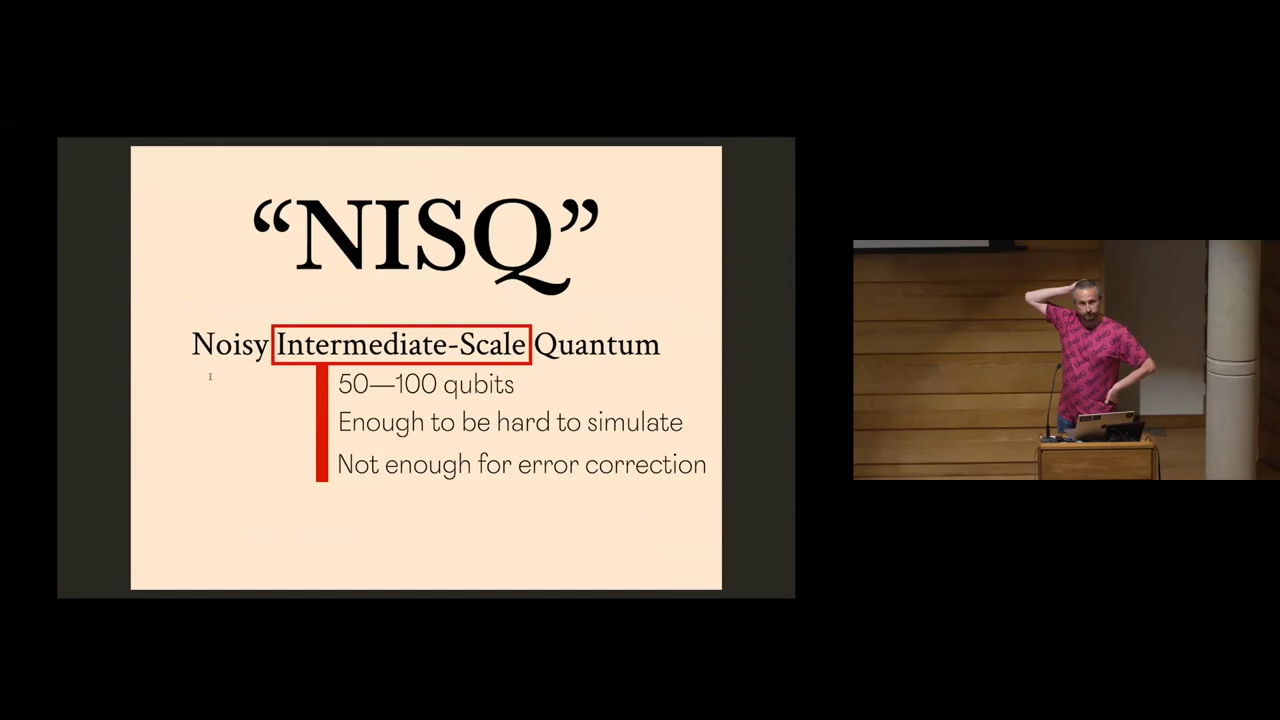 “NISQ”
Noisy Intermediate-Scale Quantum
50—100 qubits
Enough to be hard to simulate
Not enough for error correction